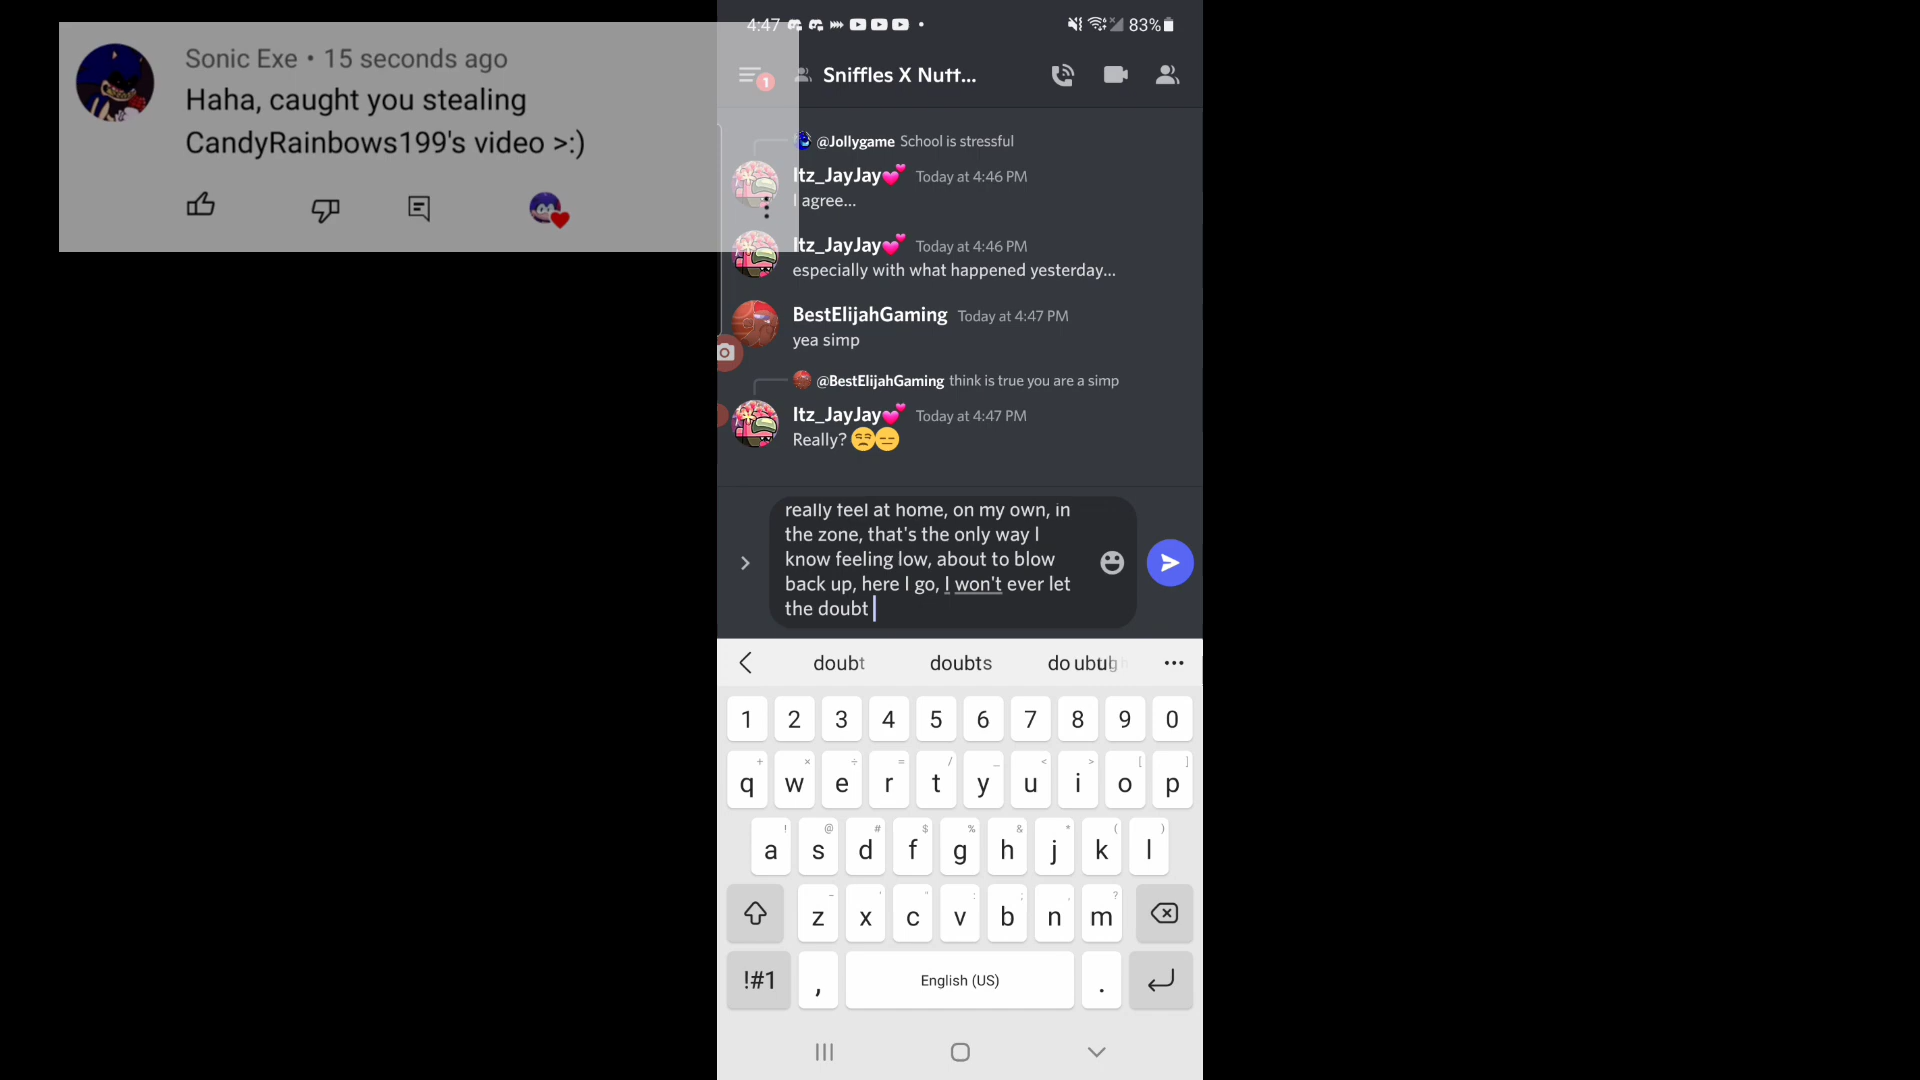 Sonic Exe • 15 seconds ago
Haha, caught you stealing
CandyRainbows199's video >:)
4:47
83%
1
Sniffles X Nutt...
@Jollygame School is stressful
Itz_JayJay💕 Today at 4:46 PM
I agree...
Itz_JayJay💕 Today at 4:46 PM
especially with what happened yesterday...
BestElijahGaming Today at 4:47 PM
yea simp
@BestElijahGaming think is true you are a simp
Itz_JayJay💕 Today at 4:47 PM
Really? 😒😑
really feel at home, on my own, in
the zone, that's the only way I
know feeling low, about to blow
back up, here I go, I won't ever let
the doubt
doubt doubts
1 2 3 4 5 6 7 8 9 0
+ × ÷ = / _ < > [ ]
q w e r t y u i o p
! @ # $ % & * ( )
a s d f g h j k l
- ' " : ; , ?
z x c v b n m
!#1 , English (US) .